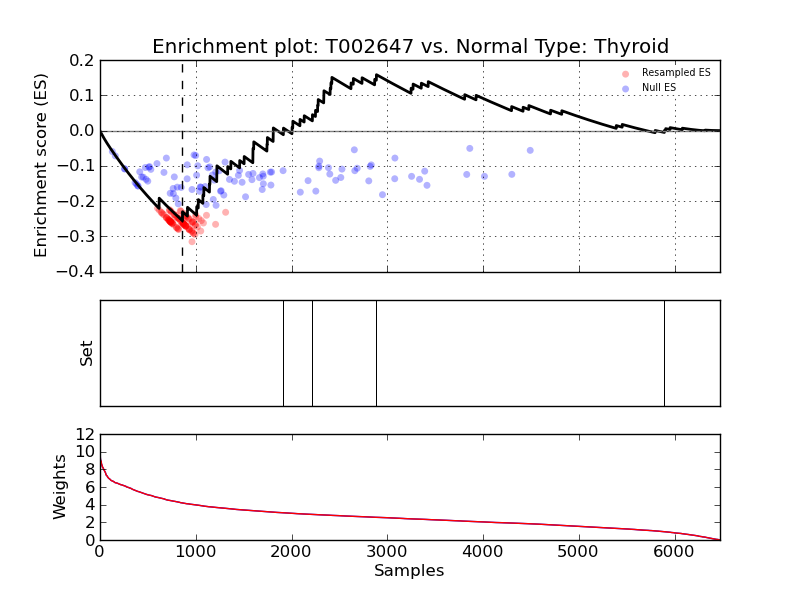 Enrichment plot: T002647 vs. Normal Type: Thyroid
Enrichment score (ES)
0.2
0.1
0.0
−0.1
−0.2
−0.3
−0.4
Resampled ES
Null ES
Set
Weights
12
10
8
6
4
2
0
0 1000 2000 3000 4000 5000 6000
Samples